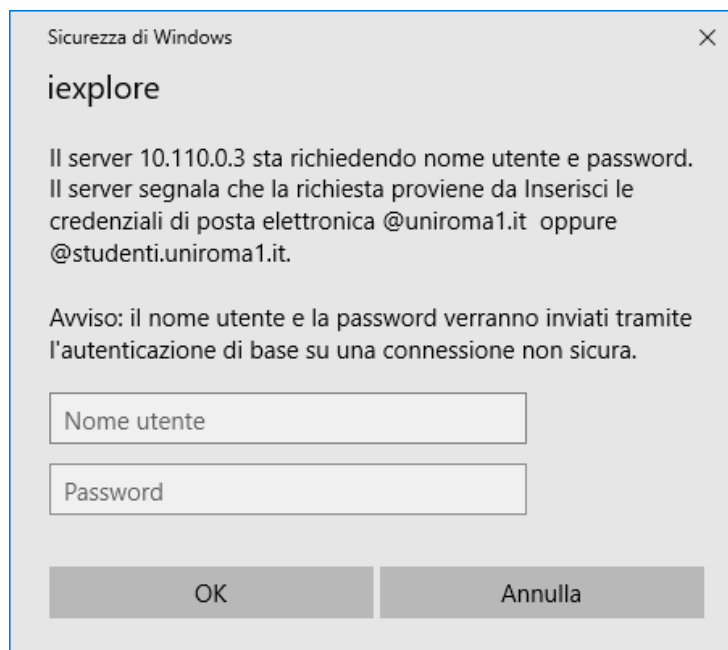 Sicurezza di Windows
iexplore
Il server 10.110.0.3 sta richiedendo nome utente e password.
Il server segnala che la richiesta proviene da Inserisci le
credenziali di posta elettronica @uniroma1.it  oppure
@studenti.uniroma1.it.
Avviso: il nome utente e la password verranno inviati tramite
l'autenticazione di base su una connessione non sicura.
Nome utente
Password
OK
Annulla